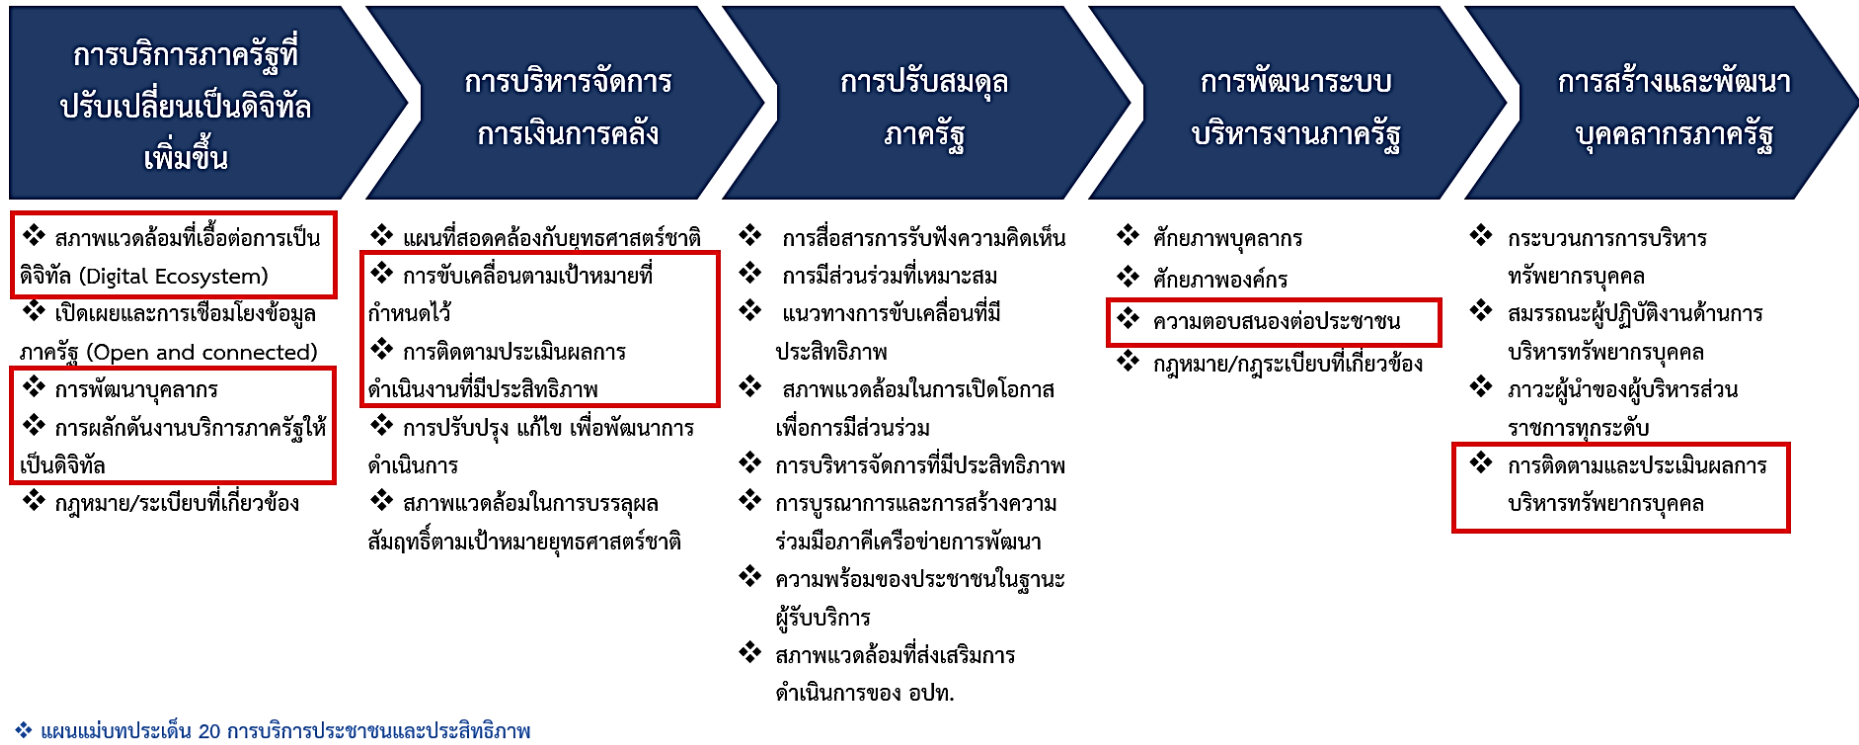 การบริการภาครัฐที่
ปรับเปลี่ยนเป็นดิจิทัล
เพิ่มขึ้น
❖ สภาพแวดล้อมที่เอื้อต่อการเป็น
ดิจิทัล (Digital Ecosystem)
❖ เปิดเผยและการเชื่อมโยงข้อมูล
ภาครัฐ (Open and connected)
❖ การพัฒนาบุคลากร
❖ การผลักดันงานบริการภาครัฐให้
เป็นดิจิทัล
❖ กฎหมาย/ระเบียบที่เกี่ยวข้อง
การบริหารจัดการ
การเงินการคลัง
❖ แผนที่สอดคล้องกับยุทธศาสตร์ชาติ
❖ การขับเคลื่อนตามเป้าหมายที่
กำหนดไว้
❖ การติดตามประเมินผลการ
ดำเนินงานที่มีประสิทธิภาพ
❖ การปรับปรุง แก้ไข เพื่อพัฒนาการ
ดำเนินการ
❖ สภาพแวดล้อมในการบรรลุผล
สัมฤทธิ์ตามเป้าหมายยุทธศาสตร์ชาติ
การปรับสมดุล
ภาครัฐ
❖ การสื่อสารการรับฟังความคิดเห็น
❖ การมีส่วนร่วมที่เหมาะสม
❖ แนวทางการขับเคลื่อนที่มี
ประสิทธิภาพ
❖ สภาพแวดล้อมในการเปิดโอกาส
เพื่อการมีส่วนร่วม
❖ การบริหารจัดการที่มีประสิทธิภาพ
❖ การบูรณาการและการสร้างความ
ร่วมมือภาคีเครือข่ายการพัฒนา
❖ ความพร้อมของประชาชนในฐานะ
ผู้รับบริการ
❖ สภาพแวดล้อมที่ส่งเสริมการ
ดำเนินการของ อปท.
การพัฒนาระบบ
บริหารงานภาครัฐ
❖ ศักยภาพบุคลากร
❖ ศักยภาพองค์กร
❖ ความตอบสนองต่อประชาชน
❖ กฎหมาย/กฎระเบียบที่เกี่ยวข้อง
การสร้างและพัฒนา
บุคคลากรภาครัฐ
❖ กระบวนการการบริหาร
ทรัพยากรบุคคล
❖ สมรรถนะผู้ปฏิบัติงานด้านการ
บริหารทรัพยากรบุคคล
❖ ภาวะผู้นำของผู้บริหารส่วน
ราชการทุกระดับ
❖ การติดตามและประเมินผลการ
บริหารทรัพยากรบุคคล
❖ แผนแม่บทประเด็น 20 การบริการประชาชนและประสิทธิภาพ